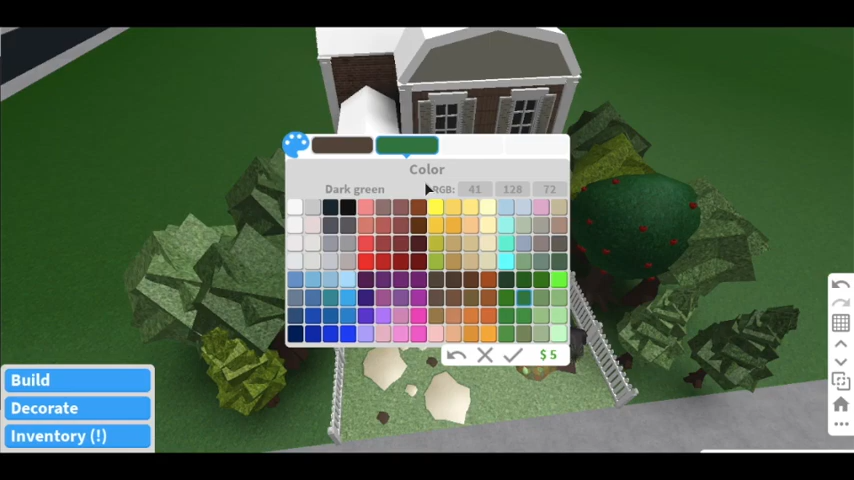 Color
Dark green RGB: 41 128 72
$ 5
Build
Decorate
Inventory (!)